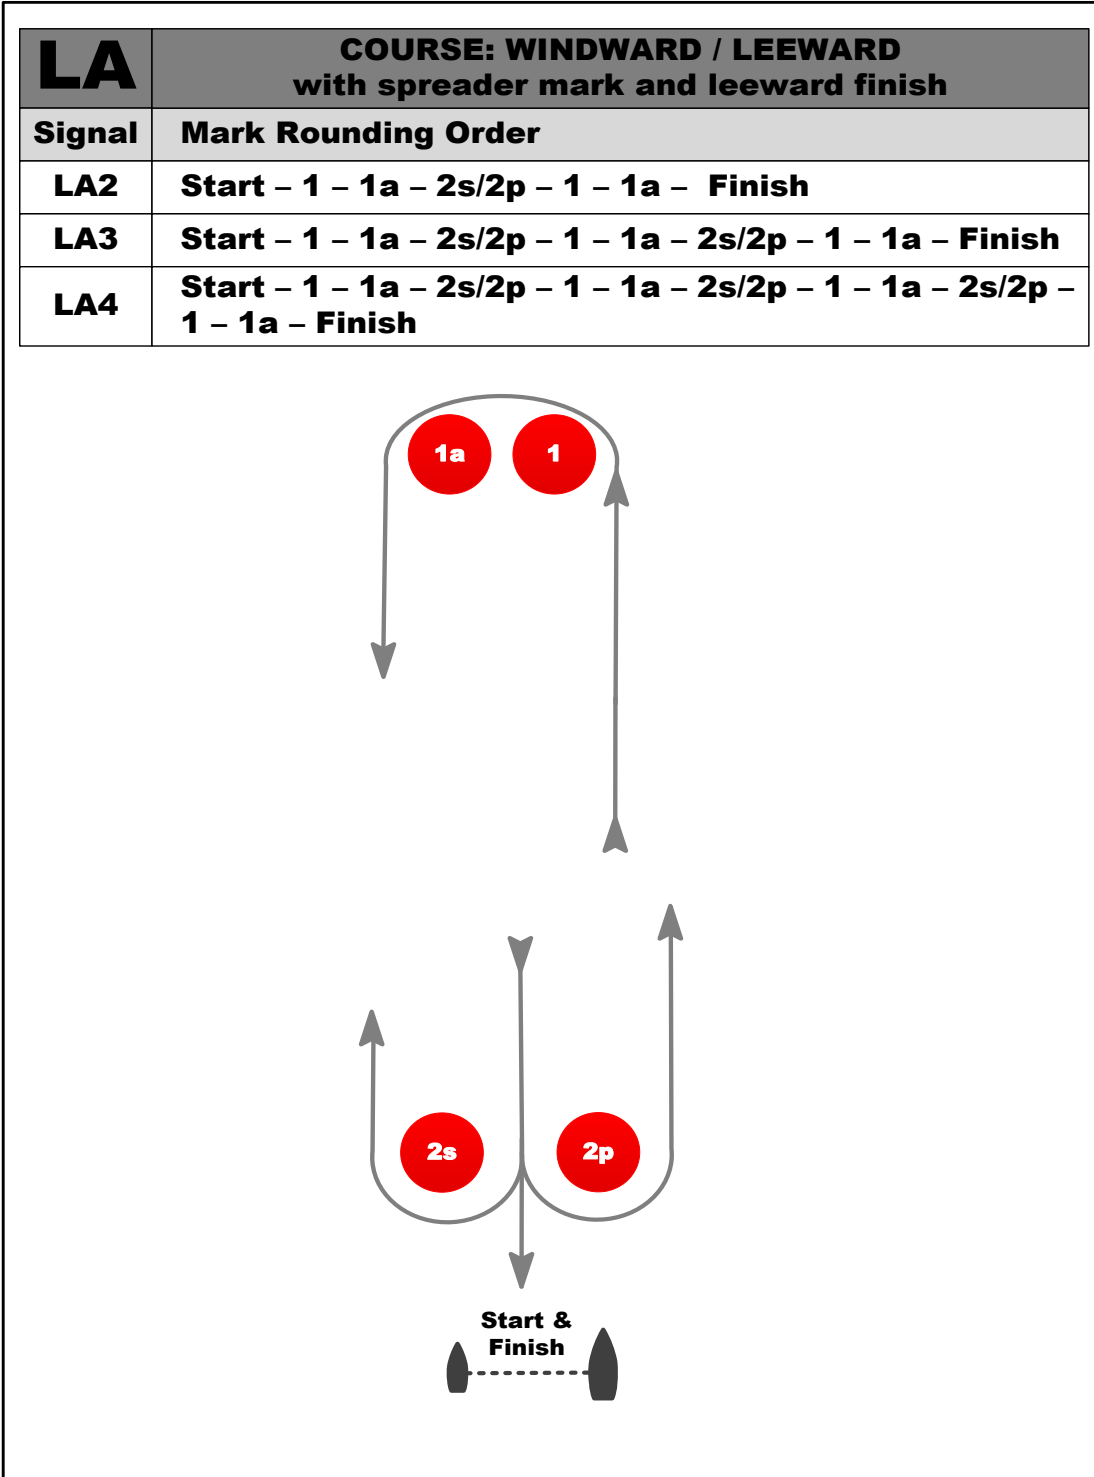 LA
COURSE: WINDWARD / LEEWARD
with spreader mark and leeward finish
Signal Mark Rounding Order
LA2 Start – 1 – 1a – 2s/2p – 1 – 1a – Finish
LA3 Start – 1 – 1a – 2s/2p – 1 – 1a – 2s/2p – 1 – 1a – Finish
LA4 Start – 1 – 1a – 2s/2p – 1 – 1a – 2s/2p – 1 – 1a – 2s/2p –
1 – 1a – Finish
1a 1
2s 2p
Start &
Finish